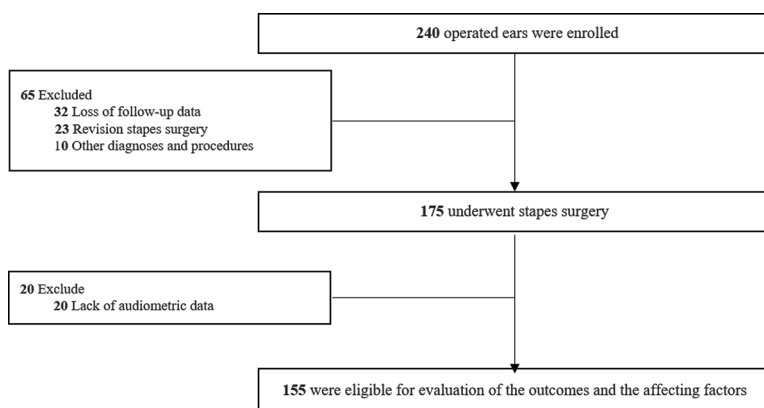 240 operated ears were enrolled
65 Excluded
32 Loss of follow-up data
23 Revision stapes surgery
10 Other diagnoses and procedures
175 underwent stapes surgery
20 Exclude
20 Lack of audiometric data
155 were eligible for evaluation of the outcomes and the affecting factors